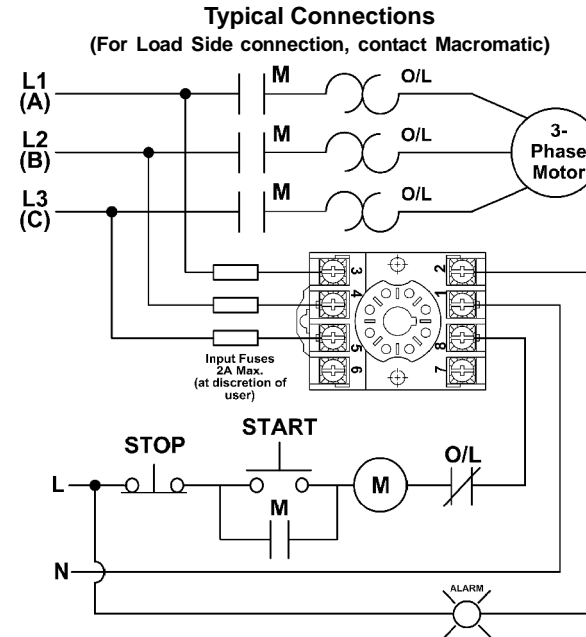 Typical Connections
(For Load Side connection, contact Macromatic)
L1
(A)
M
O/L
L2
(B)
M
O/L
L3
(C)
M
O/L
3-
Phase
Motor
3
4
5
6
2
1
8
7
Input Fuses
2A Max.
(at discretion of
user)
STOP
START
O/L
L
M
M
N
ALARM